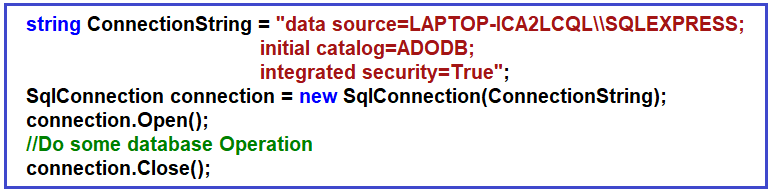 string ConnectionString = "data source=LAPTOP-ICA2LCQL\\SQLEXPRESS;
initial catalog=ADODB;
integrated security=True";
SqlConnection connection = new SqlConnection(ConnectionString);
connection.Open();
//Do some database Operation
connection.Close();